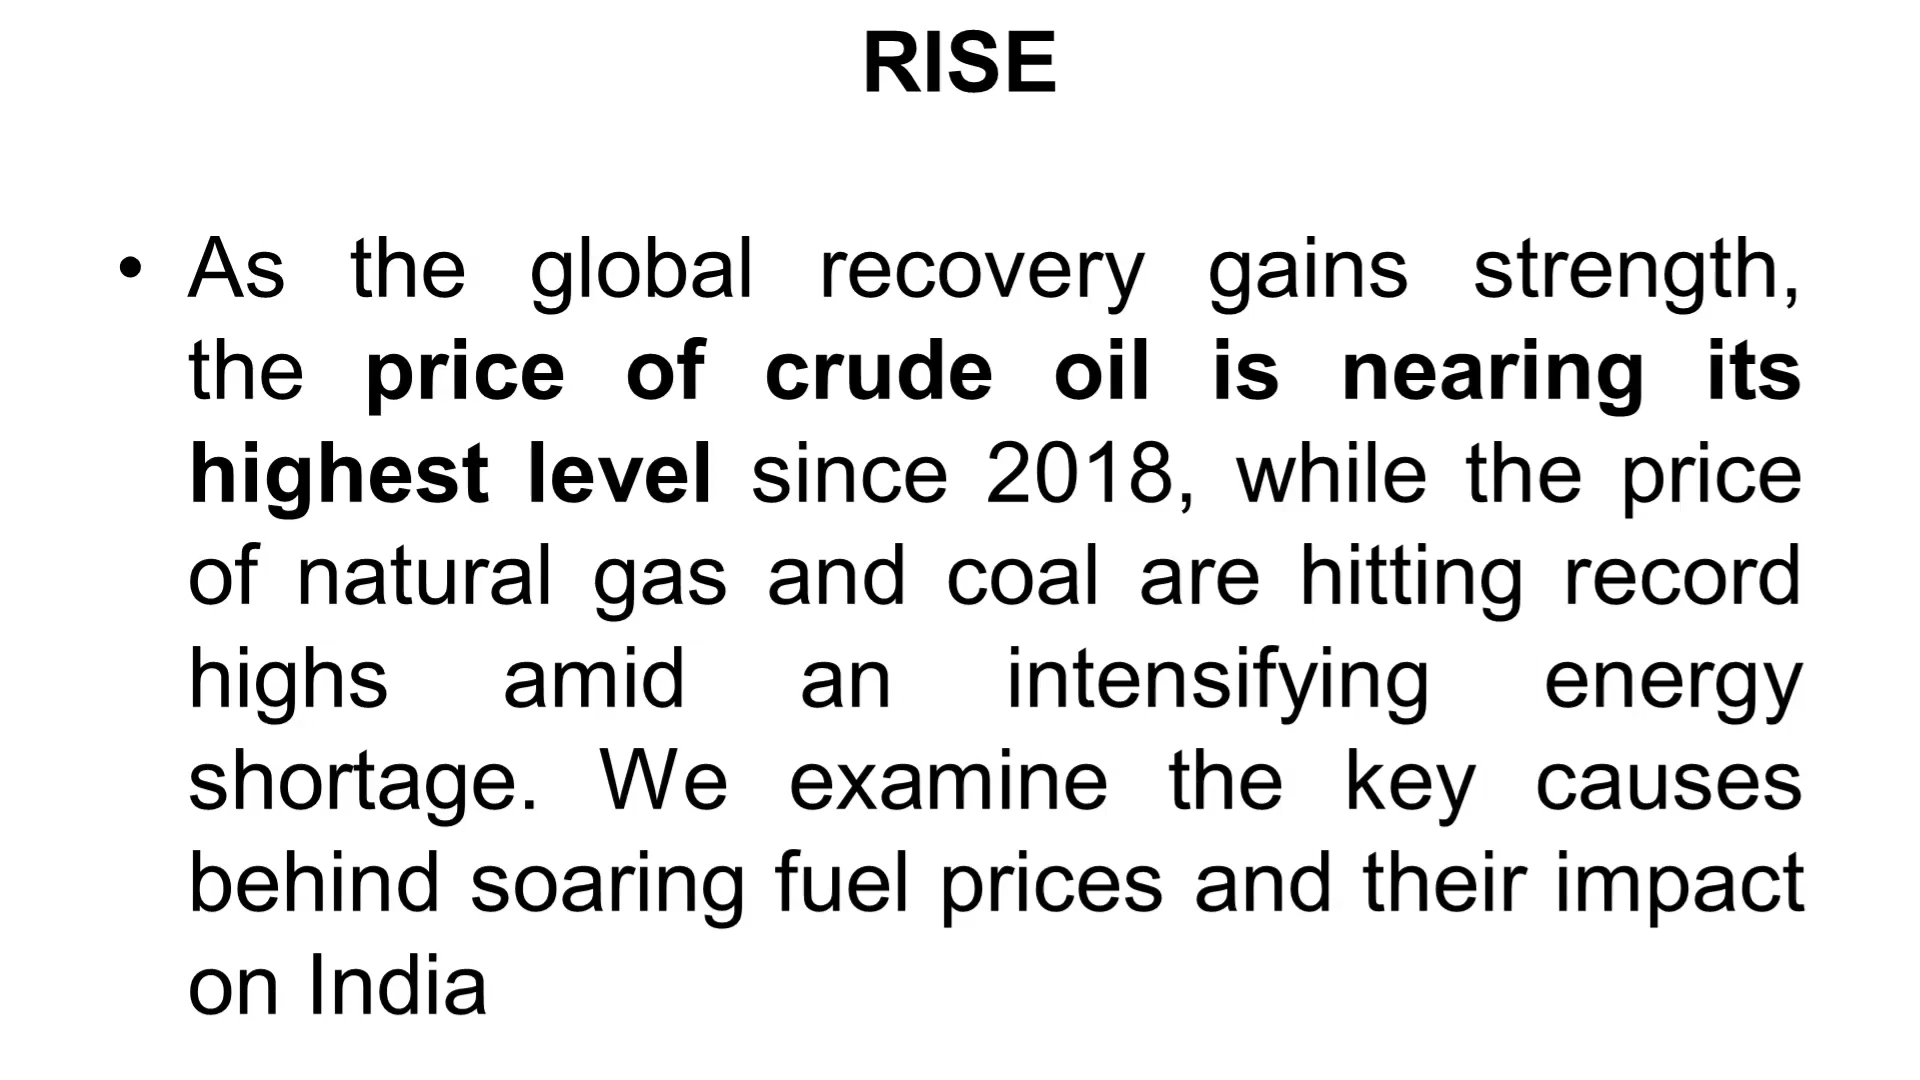 RISE
• As the global recovery gains strength,
the price of crude oil is nearing its
highest level since 2018, while the price
of natural gas and coal are hitting record
highs amid an intensifying energy
shortage. We examine the key causes
behind soaring fuel prices and their impact
on India